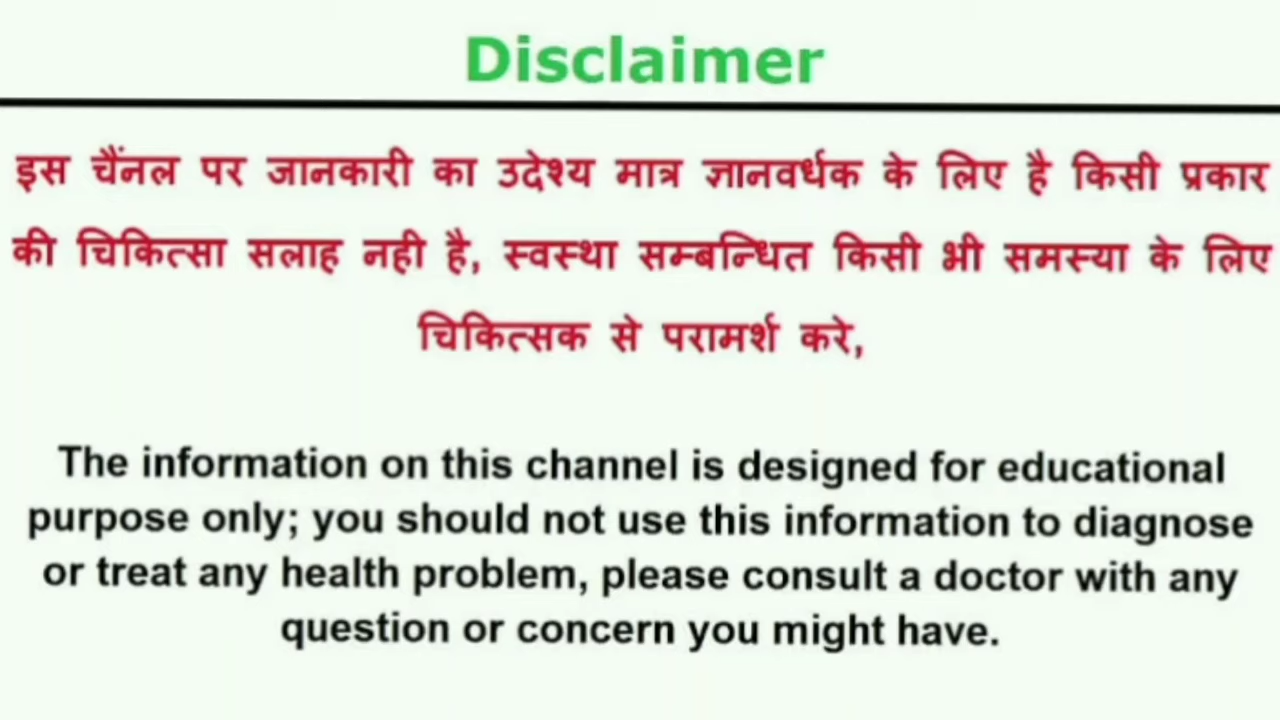 Disclaimer
इस चैंनल पर जानकारी का उदेश्य मात्र ज्ञानवर्धक के लिए है किसी प्रकार
की चिकित्सा सलाह नही है, स्वस्था सम्बन्धित किसी भी समस्या के लिए
चिकित्सक से परामर्श करे,
The information on this channel is designed for educational
purpose only; you should not use this information to diagnose
or treat any health problem, please consult a doctor with any
question or concern you might have.